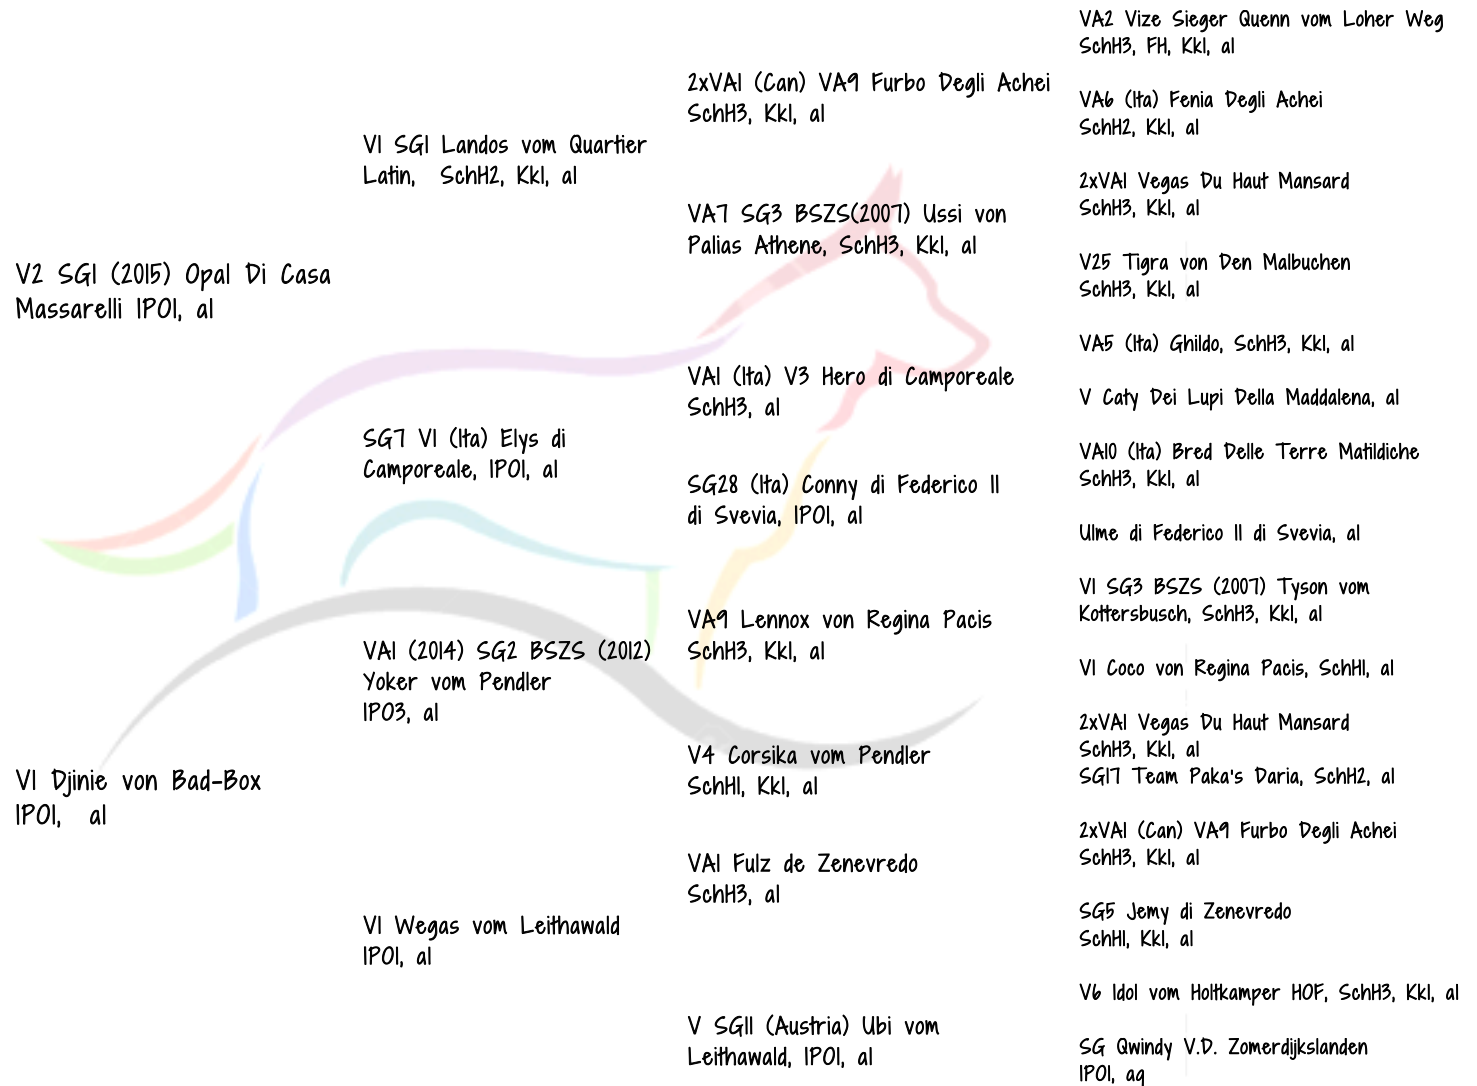 V2 SG1 (2015) Opal Di Casa
Massarelli IPO1, a1
V1 Djinie von Bad-Box
IPO1, a1
V1 SG1 Landos vom Quartier
Latin, SchH2, Kkl, a1
SG7 V1 (Ita) Elys di
Camporeale, IPO1, a1
VA1 (2014) SG2 BSZS (2012)
Yoker vom Pendler
IPO3, a1
V1 Wegas vom Leithawald
IPO1, a1
2xVA1 (Can) VA9 Furbo Degli Achei
SchH3, Kkl, a1
VA7 SG3 BSZS(2007) Ussi von
Palias Athene, SchH3, Kkl, a1
VA1 (Ita) V3 Hero di Camporeale
SchH3, a1
SG28 (Ita) Conny di Federico II
di Svevia, IPO1, a1
VA9 Lennox von Regina Pacis
SchH3, Kkl, a1
V4 Corsika vom Pendler
SchH1, Kkl, a1
VA1 Fulz de Zenevredo
SchH3, a1
V SG11 (Austria) Ubi vom
Leithawald, IPO1, a1
VA2 Vize Sieger Quenn vom Loher Weg
SchH3, FH, Kkl, a1
VA6 (Ita) Fenia Degli Achei
SchH2, Kkl, a1
2xVA1 Vegas Du Haut Mansard
SchH3, Kkl, a1
V25 Tigra von Den Malbuchen
SchH3, Kkl, a1
VA5 (Ita) Ghildo, SchH3, Kkl, a1
V Caty Dei Lupi Della Maddalena, a1
VA10 (Ita) Bred Delle Terre Matildiche
SchH3, Kkl, a1
Ulme di Federico II di Svevia, a1
V1 SG3 BSZS (2007) Tyson vom
Kottersbusch, SchH3, Kkl, a1
V1 Coco von Regina Pacis, SchH1, a1
2xVA1 Vegas Du Haut Mansard
SchH3, Kkl, a1
SG17 Team Paka's Daria, SchH2, a1
2xVA1 (Can) VA9 Furbo Degli Achei
SchH3, Kkl, a1
SG5 Jemy di Zenevredo
SchH1, Kkl, a1
V6 Idol vom Holtkamper HOF, SchH3, Kkl, a1
SG Qwindy V.D. Zomerdijkslanden
IPO1, a9